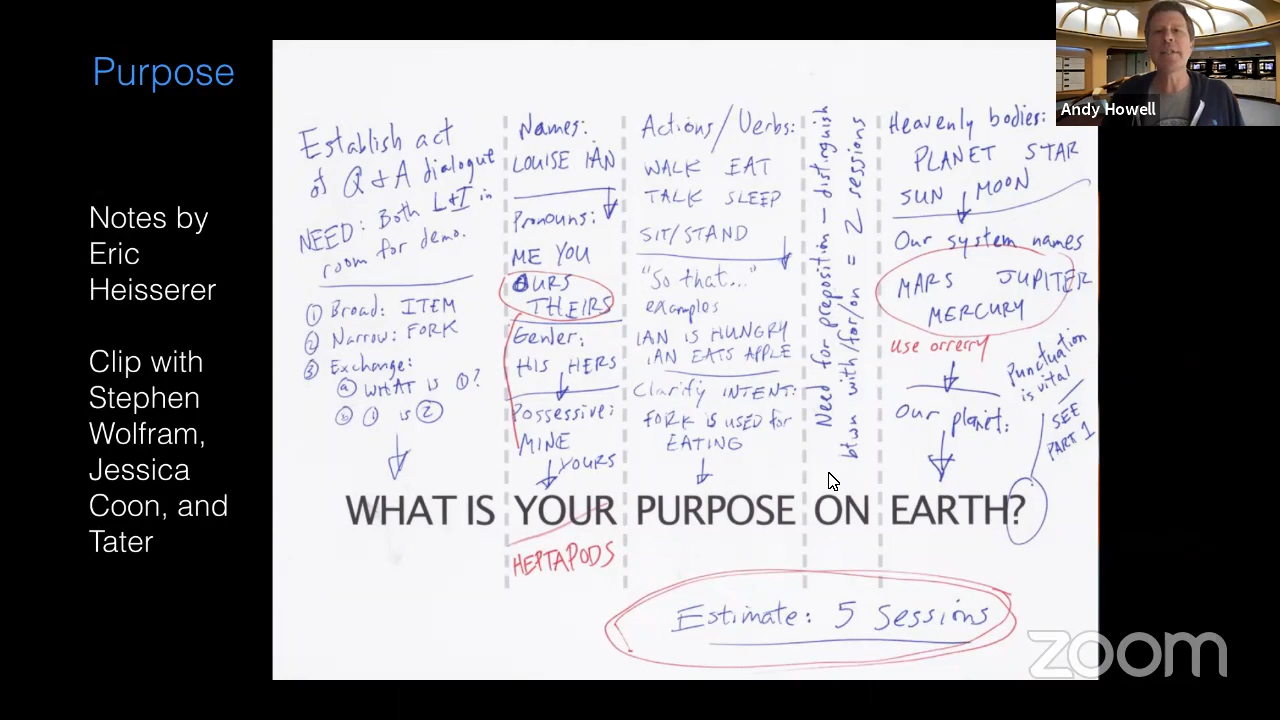 Purpose
Notes by
Eric
Heisserer
Clip with
Stephen
Wolfram,
Jessica
Coon, and
Tater
Establish act
of Q & A dialogue
NEED: Both L&I in
room for demo.
① Broad: ITEM
② Narrow: FORK
③ Exchange:
ⓐ WHAT IS ①?
ⓑ ① IS ②
Names:
LOUISE IAN
Pronouns:
ME YOU
OURS
THEIRS
Gender:
HIS HERS
Possessive:
MINE
YOURS
Actions/Verbs:
WALK EAT
TALK SLEEP
SIT/STAND
"So that..."
examples
IAN IS HUNGRY
IAN EATS APPLE
Clarify INTENT:
FORK IS USED for
EATING
Need for preposition - distinguish
btwn with/for/on = 2 sessions
Heavenly bodies:
PLANET STAR
SUN MOON
Our system names
MARS JUPITER
MERCURY
use orrery
Our planet:
Punctuation
is vital
SEE
PART 1
WHAT IS YOUR PURPOSE ON EARTH?
HEPTAPODS
Estimate: 5 sessions
Andy Howell
zoom